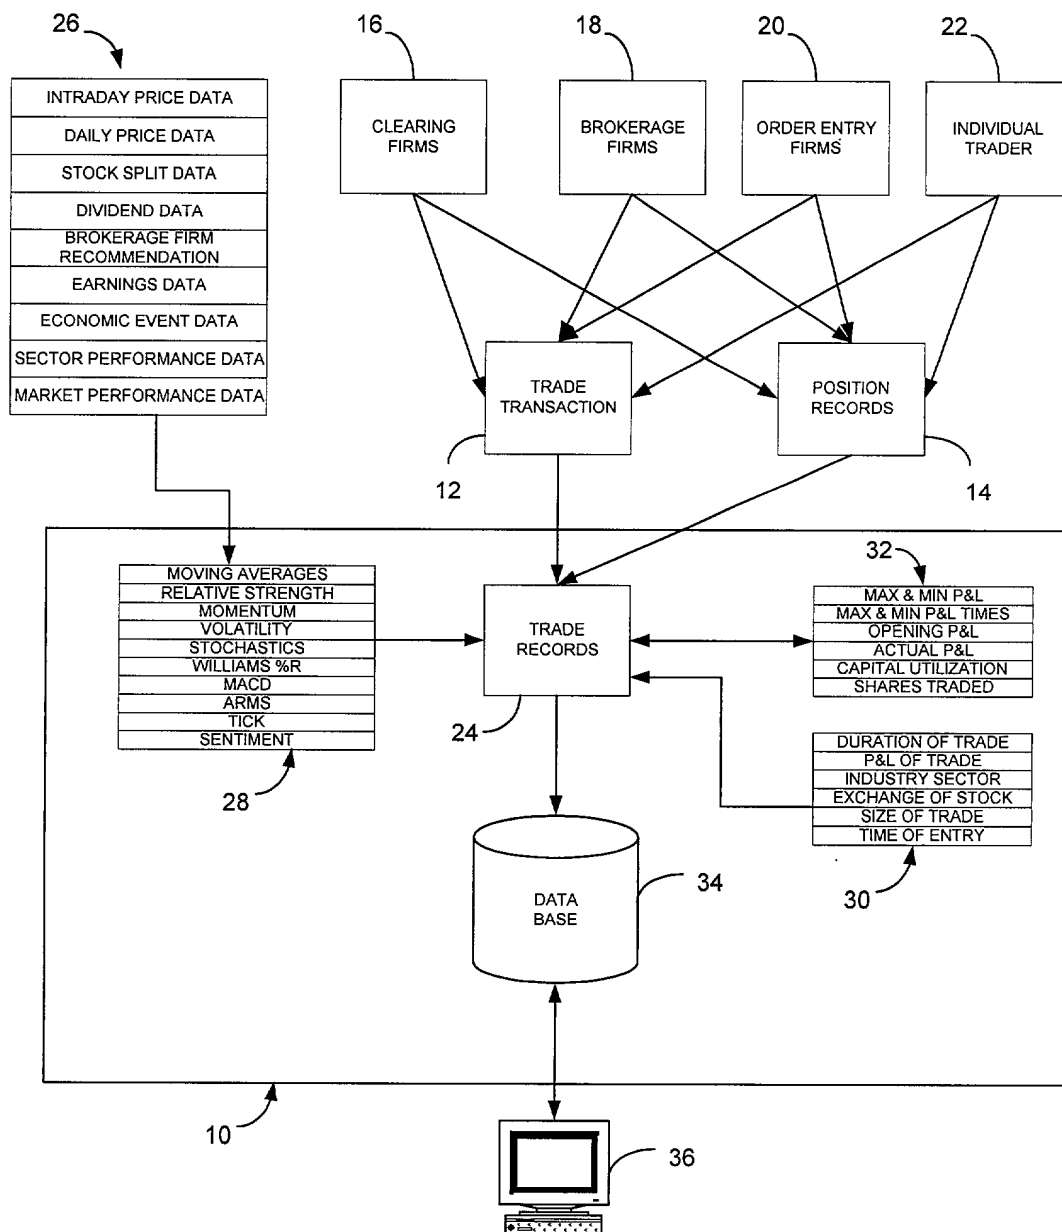 26
16
18
20
22
INTRADAY PRICE DATA
DAILY PRICE DATA
STOCK SPLIT DATA
DIVIDEND DATA
BROKERAGE FIRM
RECOMMENDATION
EARNINGS DATA
ECONOMIC EVENT DATA
SECTOR PERFORMANCE DATA
MARKET PERFORMANCE DATA
CLEARING
FIRMS
BROKERAGE
FIRMS
ORDER ENTRY
FIRMS
INDIVIDUAL
TRADER
TRADE
TRANSACTION
POSITION
RECORDS
12
14
MOVING AVERAGES
RELATIVE STRENGTH
MOMENTUM
VOLATILITY
STOCHASTICS
WILLIAMS %R
MACD
ARMS
TICK
SENTIMENT
28
TRADE
RECORDS
24
32
MAX & MIN P&L
MAX & MIN P&L TIMES
OPENING P&L
ACTUAL P&L
CAPITAL UTILIZATION
SHARES TRADED
DURATION OF TRADE
P&L OF TRADE
INDUSTRY SECTOR
EXCHANGE OF STOCK
SIZE OF TRADE
TIME OF ENTRY
30
DATA
BASE
34
10
36